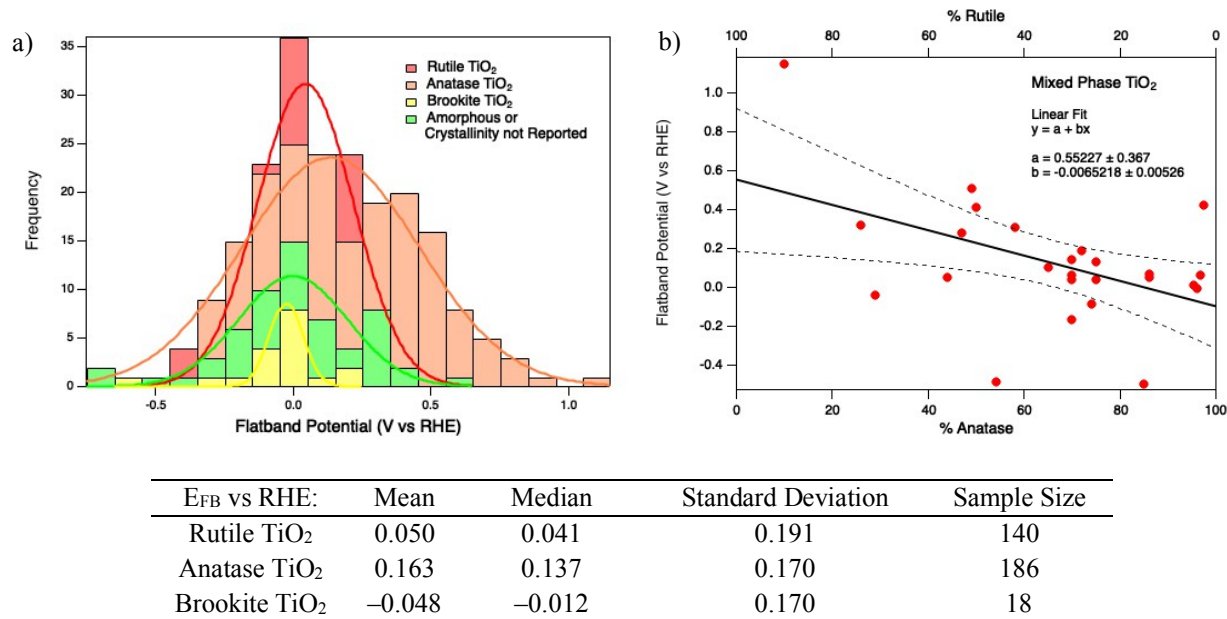 a)
35
30
25
20
15
10
5
0
Frequency
Rutile TiO2
Anatase TiO2
Brookite TiO2
Amorphous or
Crystallinity not Reported
-0.5 0.0 0.5 1.0
Flatband Potential (V vs RHE)
b)
% Rutile
100 80 60 40 20 0
1.0
0.8
0.6
0.4
0.2
0.0
-0.2
-0.4
Flatband Potential (V vs RHE)
Mixed Phase TiO2
Linear Fit
y = a + bx
a = 0.55227 ± 0.367
b = -0.0065218 ± 0.00526
0 20 40 60 80 100
% Anatase
EFB vs RHE: Mean Median Standard Deviation Sample Size
Rutile TiO2 0.050 0.041 0.191 140
Anatase TiO2 0.163 0.137 0.170 186
Brookite TiO2 –0.048 –0.012 0.170 18